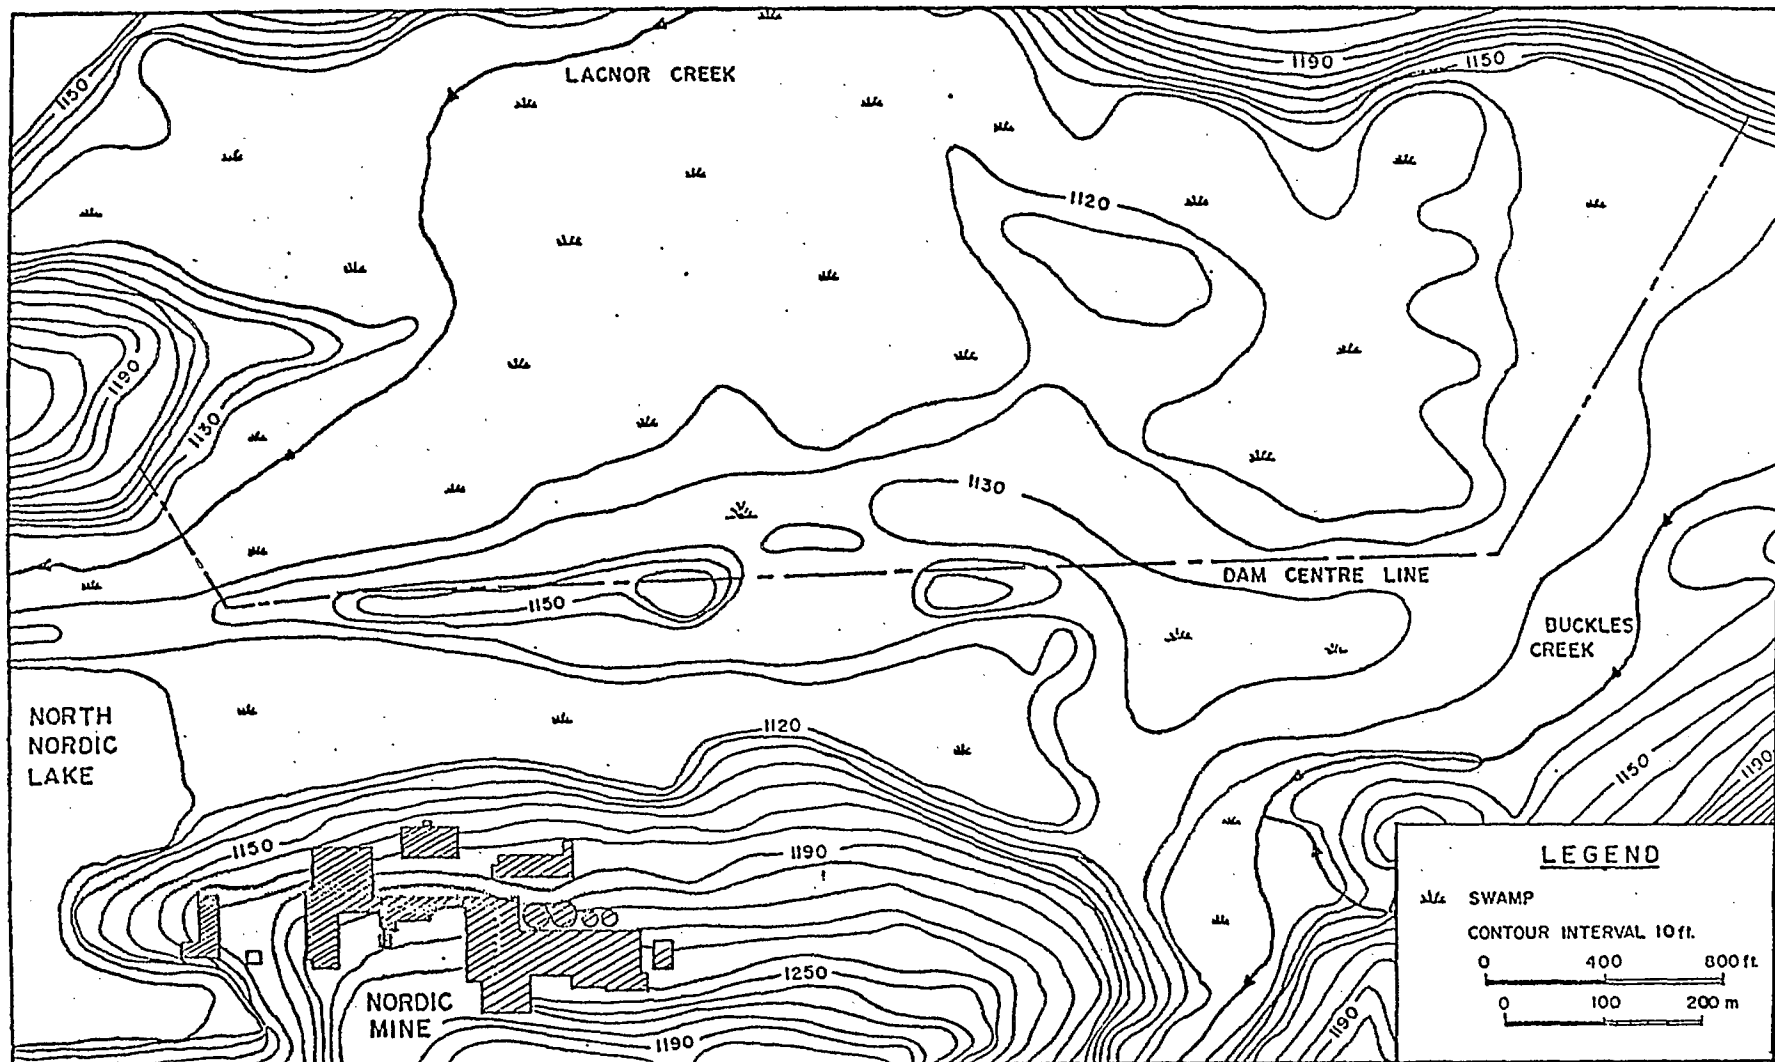 LACNOR CREEK
1150
1190
1150
1120
1190
1130
1130
DAM CENTRE LINE
1150
BUCKLES
CREEK
NORTH
NORDIC
LAKE
1120
1150
1190
1150
1190
1250
NORDIC
MINE
1190
1190
LEGEND
SWAMP
CONTOUR INTERVAL 10 ft.
0 400 800 ft.
0 100 200 m